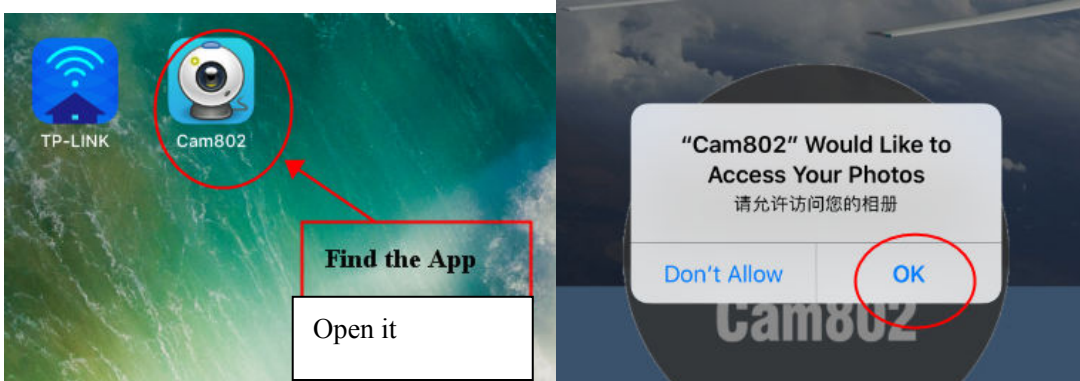 TP-LINK
Cam802
Find the App
Open it
"Cam802" Would Like to
Access Your Photos
请允许访问您的相册
Don't Allow
OK
Cam802